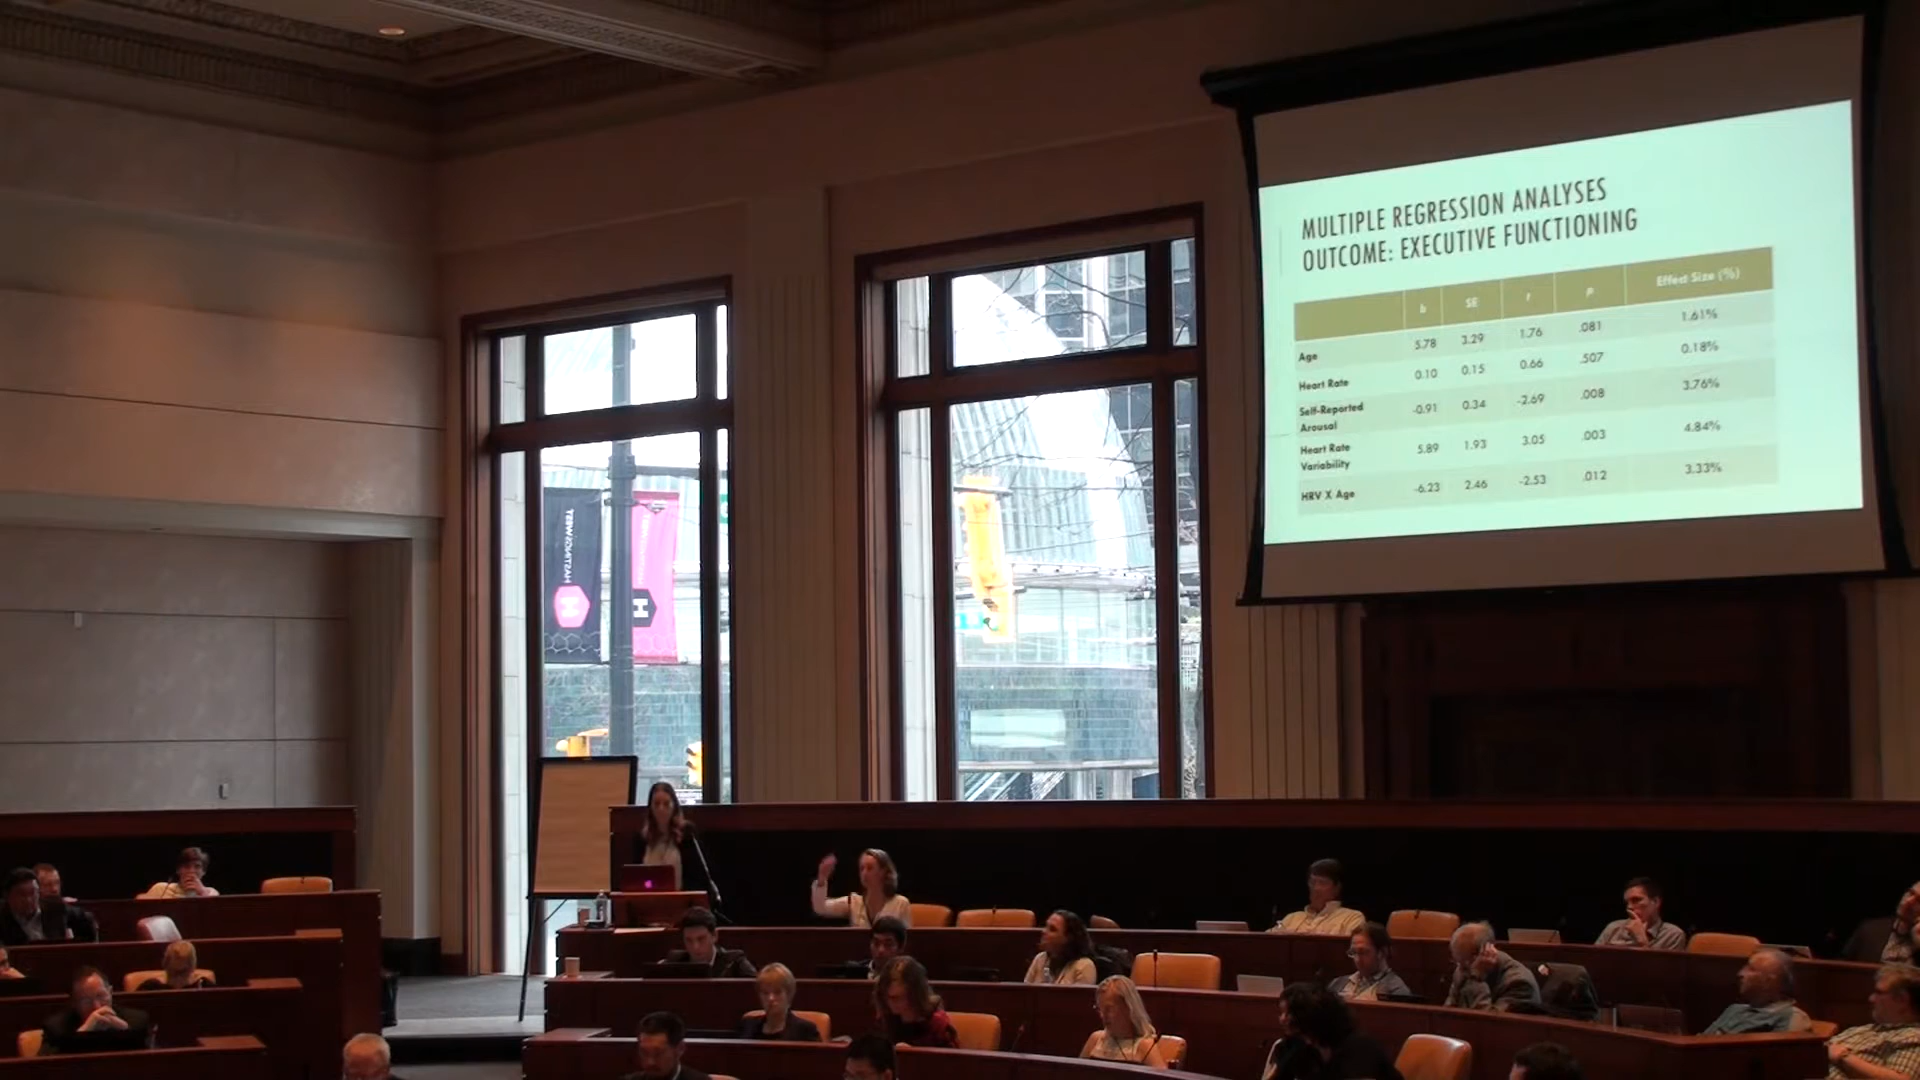 MULTIPLE REGRESSION ANALYSES
OUTCOME: EXECUTIVE FUNCTIONING
b SE t p Effect Size (%)
Age 5.78 3.29 1.76 .081 1.61%
Heart Rate 0.10 0.15 0.66 .507 0.18%
Self-Reported Arousal -0.91 0.34 -2.69 .008 3.76%
Heart Rate Variability 5.89 1.93 3.05 .003 4.84%
HRV X Age -6.23 2.46 -2.53 .012 3.33%
H
H